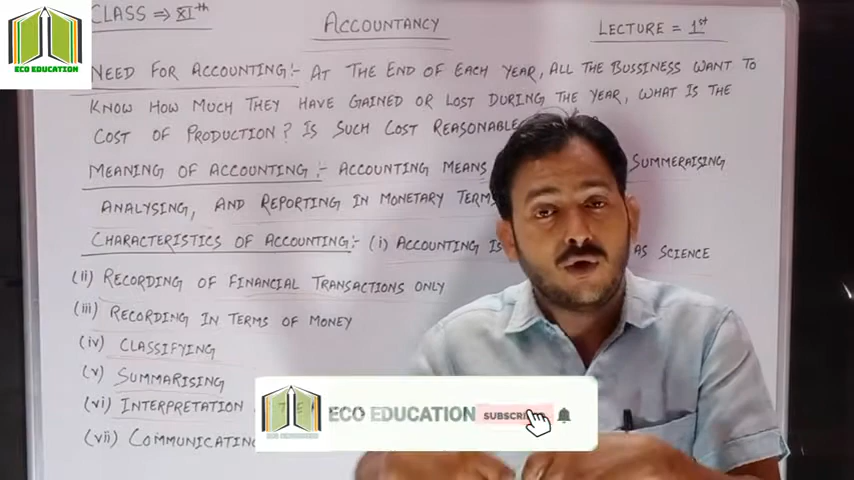 CLASS ⇒ XIth
ACCOUNTANCY
LECTURE = 1st
ECO EDUCATION
NEED FOR ACCOUNTING:- AT THE END OF EACH YEAR, ALL THE BUSSINESS WANT TO
KNOW HOW MUCH THEY HAVE GAINED OR LOST DURING THE YEAR, WHAT IS THE
COST OF PRODUCTION? IS SUCH COST REASONABLE
MEANING OF ACCOUNTING:- ACCOUNTING MEANS SUMMERAISING
ANALYSING, AND REPORTING IN MONETARY TERMS
CHARACTERISTICS OF ACCOUNTING:- (i) ACCOUNTING IS AS SCIENCE
(ii) RECORDING OF FINANCIAL TRANSACTIONS ONLY
(iii) RECORDING IN TERMS OF MONEY
(iv) CLASSIFYING
(v) SUMMARISING
(vi) INTERPRETATION
(vii) COMMUNICATING
ECO EDUCATION